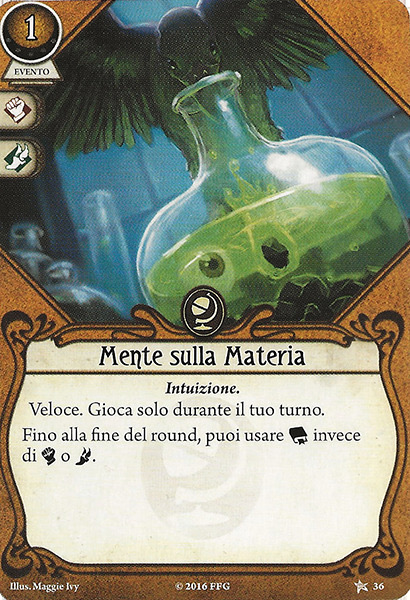 1
EVENTO
Mente sulla Materia
Intuizione.
Veloce. Gioca solo durante il tuo turno.
Fino alla fine del round, puoi usare invece
di o .
Illus. Maggie Ivy
© 2016 FFG
36